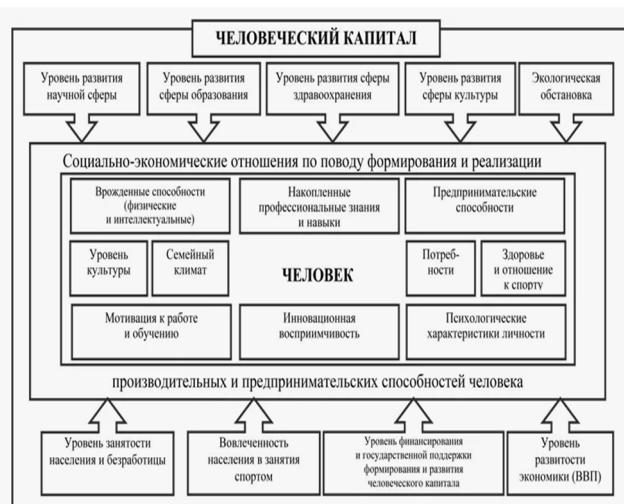 ЧЕЛОВЕЧЕСКИЙ КАПИТАЛ
Уровень развития
научной сферы
Уровень развития
сферы образования
Уровень развития сферы
здравоохранения
Уровень развития
сферы культуры
Экологическая
обстановка
Социально-экономические отношения по поводу формирования и реализации
Врожденные способности
(физические
и интеллектуальные)
Накопленные
профессиональные знания
и навыки
Предпринимательские
способности
Уровень
культуры
Семейный
климат
ЧЕЛОВЕК
Потреб-
ности
Здоровье
и отношение
к спорту
Мотивация к работе
и обучению
Инновационная
восприимчивость
Психологические
характеристики личности
производительных и предпринимательских способностей человека
Уровень занятости
населения и безработицы
Вовлеченность
населения в занятия
спортом
Уровень финансирования
и государственной поддержки
формирования и развития
человеческого капитала
Уровень
развитости
экономики (ВВП)